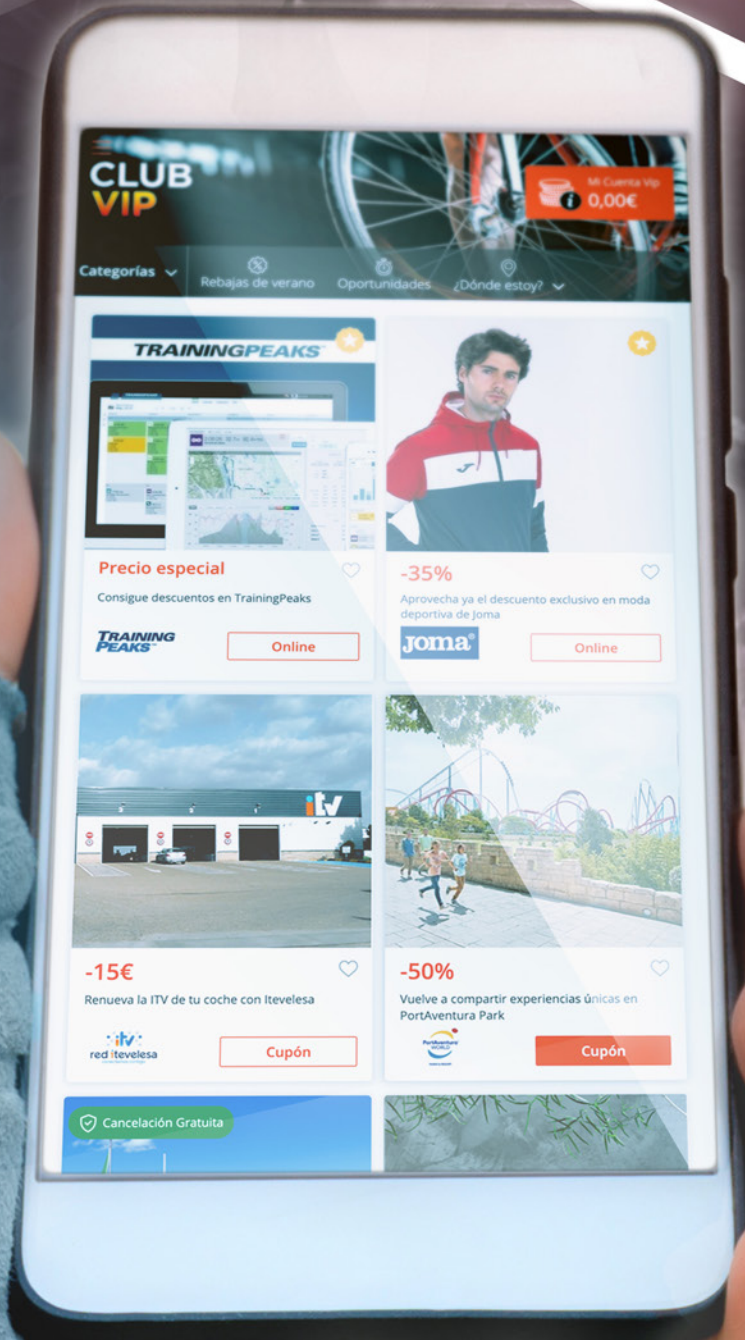 CLUB
VIP
Mi Cuenta Vip
0,00€
Categorías
Rebajas de verano
Oportunidades
¿Dónde estoy?
TRAININGPEAKS™
Precio especial
Consigue descuentos en TrainingPeaks
TRAINING
PEAKS™
Online
-35%
Aprovecha ya el descuento exclusivo en moda
deportiva de Joma
Joma®
Online
itv
-15€
Renueva la ITV de tu coche con Itevelesa
itv
red itevelesa
Cupón
-50%
Vuelve a compartir experiencias únicas en
PortAventura Park
PortAventura
WORLD
Cupón
Cancelación Gratuita